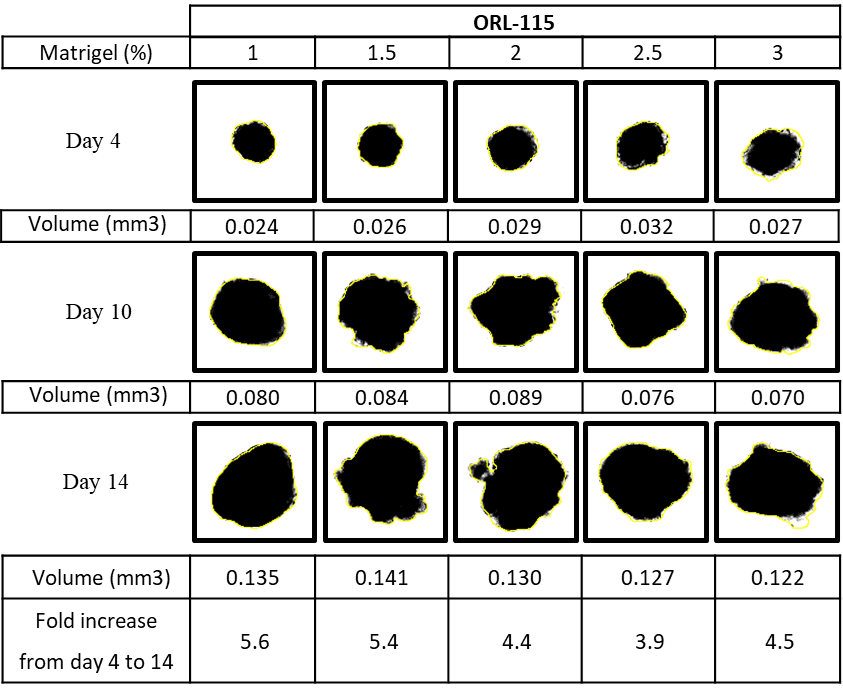 ORL-115
Matrigel (%) 1 1.5 2 2.5 3
Day 4
Volume (mm3) 0.024 0.026 0.029 0.032 0.027
Day 10
Volume (mm3) 0.080 0.084 0.089 0.076 0.070
Day 14
Volume (mm3) 0.135 0.141 0.130 0.127 0.122
Fold increase
from day 4 to 14 5.6 5.4 4.4 3.9 4.5